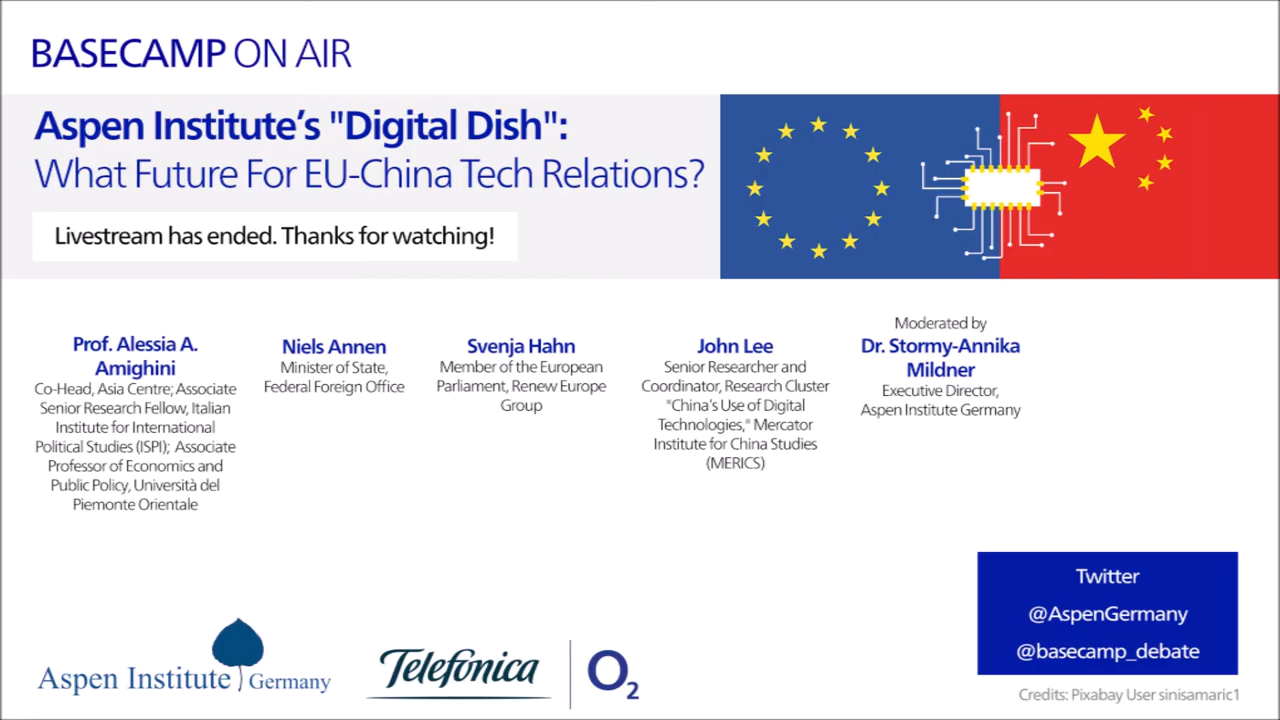 BASECAMP ON AIR
Aspen Institute’s "Digital Dish":
What Future For EU-China Tech Relations?
Livestream has ended. Thanks for watching!
Prof. Alessia A.
Amighini
Co-Head, Asia Centre; Associate
Senior Research Fellow, Italian
Institute for International
Political Studies (ISPI); Associate
Professor of Economics and
Public Policy, Università del
Piemonte Orientale
Niels Annen
Minister of State,
Federal Foreign Office
Svenja Hahn
Member of the European
Parliament, Renew Europe
Group
John Lee
Senior Researcher and
Coordinator, Research Cluster
"China’s Use of Digital
Technologies," Mercator
Institute for China Studies
(MERICS)
Moderated by
Dr. Stormy-Annika
Mildner
Executive Director,
Aspen Institute Germany
Twitter
@AspenGermany
@basecamp_debate
Aspen Institute Germany
Telefónica
O2
Credits: Pixabay User sinisamaric1